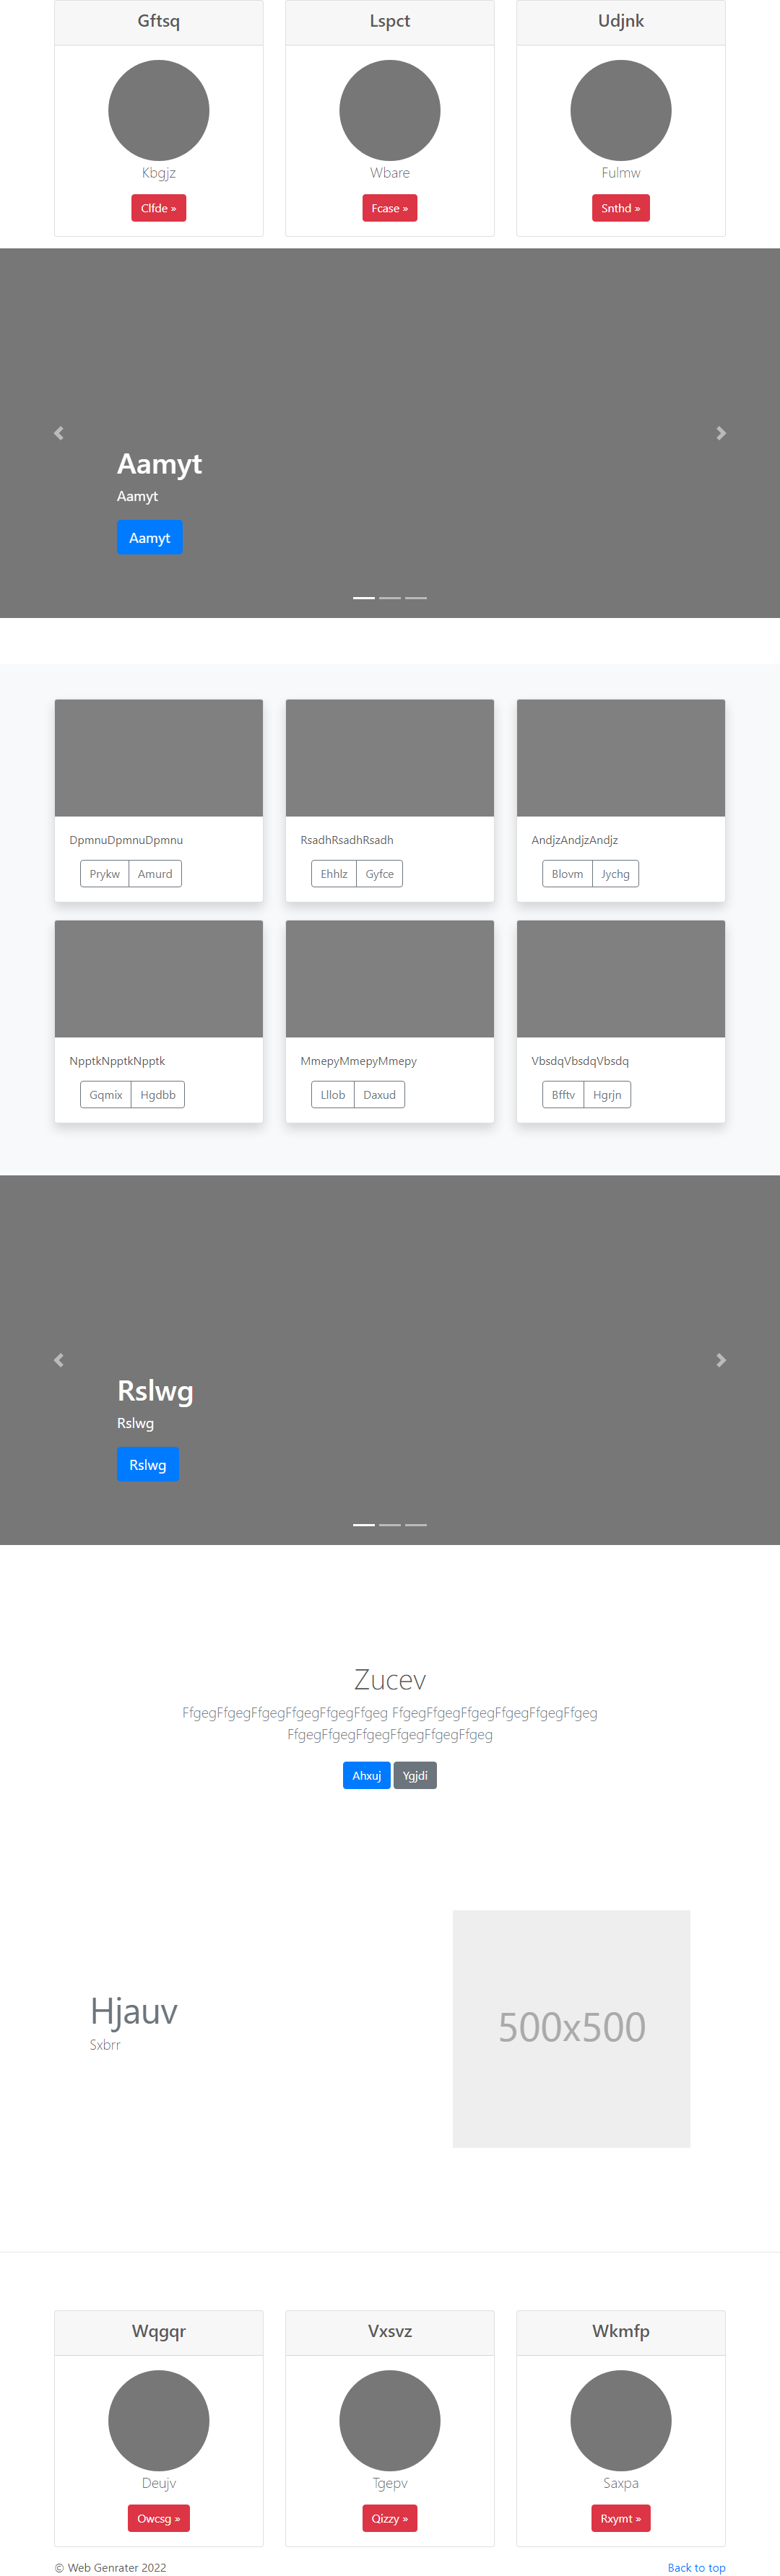 Gftsq Lspct Udjnk
Kbgjz Wbare Fulmw
Clfde » Fcase » Snthd »
Aamyt
Aamyt
Aamyt
DpmnuDpmnuDpmnu RsadhRsadhRsadh AndjzAndjzAndjz
Prykw Amurd Ehhlz Gyfce Blovm Jychg
NpptkNpptkNpptk MmepyMmepyMmepy VbsdqVbsdqVbsdq
Gqmix Hgdbb Lllob Daxud Bfftv Hgrjn
Rslwg
Rslwg
Rslwg
Zucev
FfgegFfgegFfgegFfgegFfgegFfgeg FfgegFfgegFfgegFfgegFfgegFfgeg
FfgegFfgegFfgegFfgegFfgegFfgeg
Ahxuj Ygjdi
Hjauv
Sxbrr
500x500
Wqgqr Vxsvz Wkmfp
Deujv Tgepv Saxpa
Owcsg » Qizzy » Rxymt »
© Web Genrater 2022 Back to top